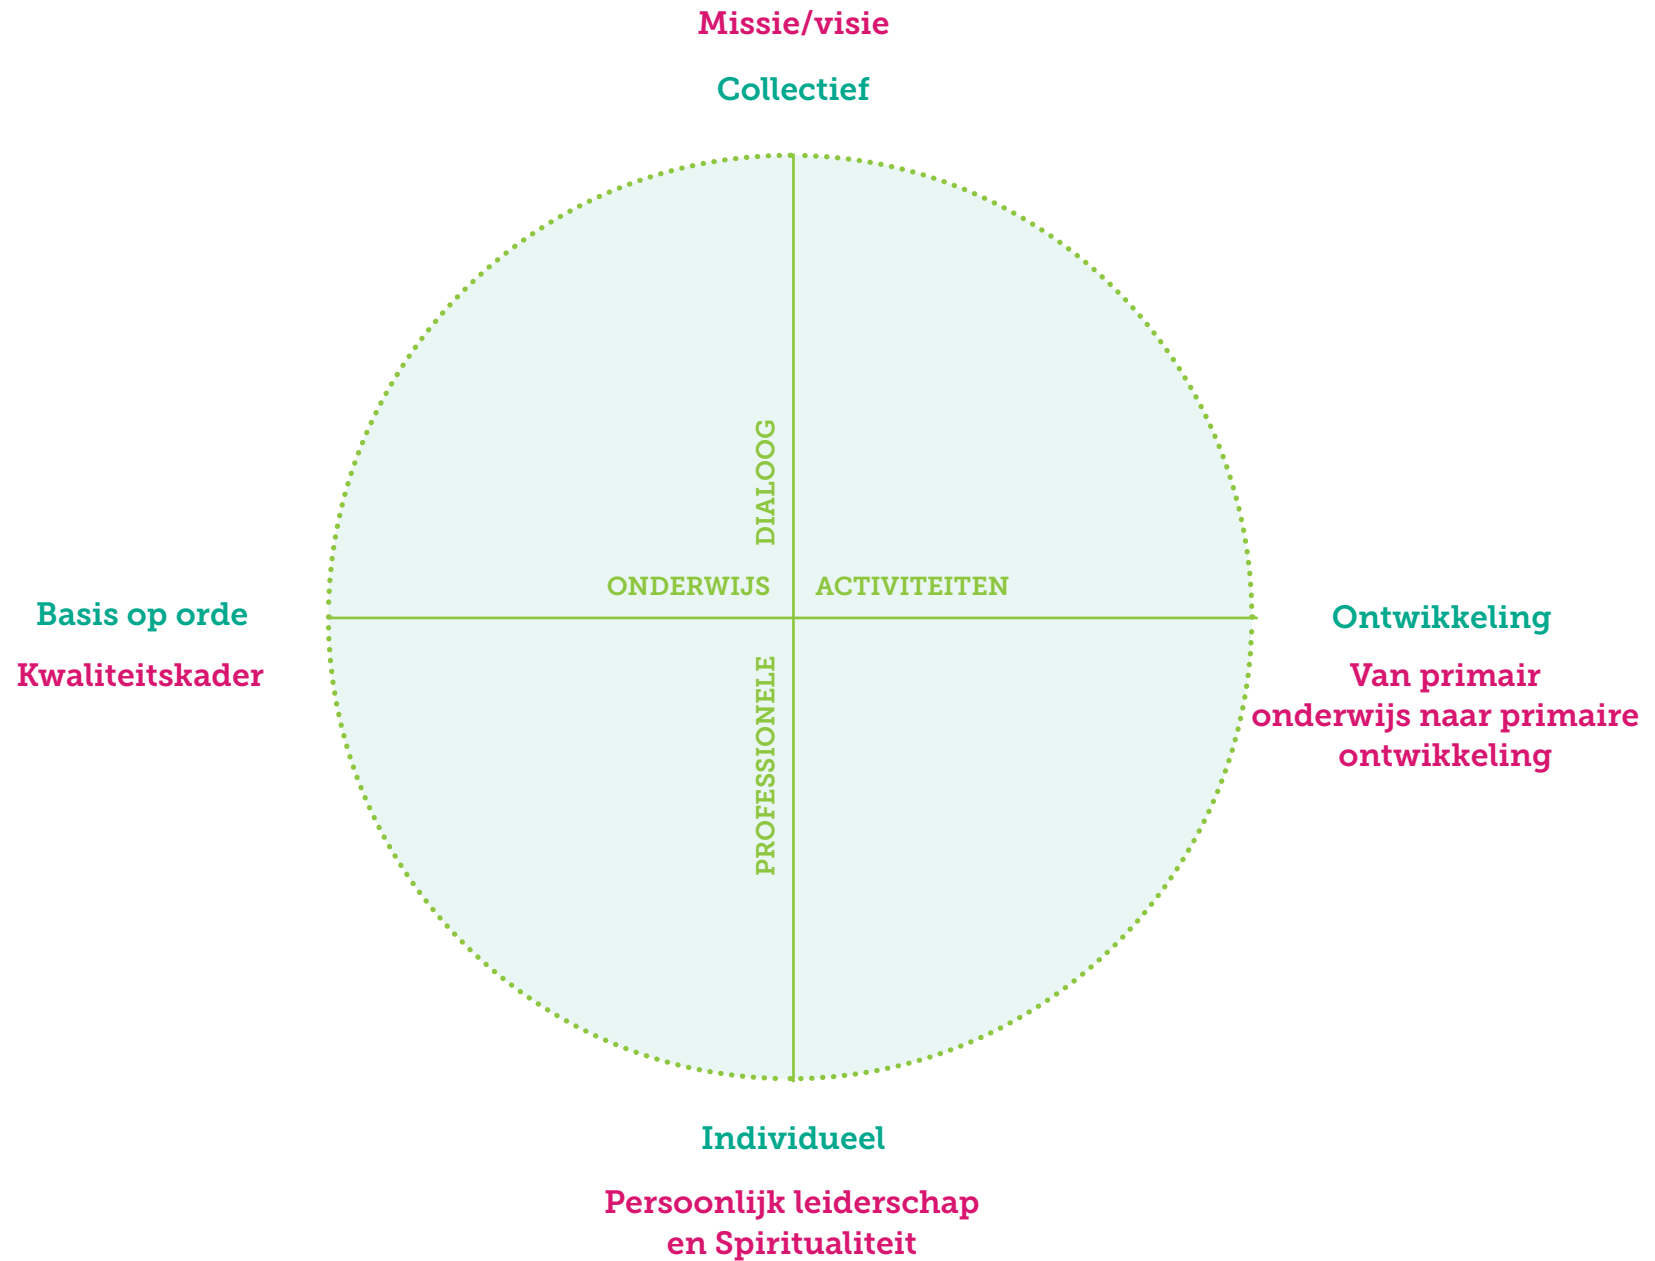 Missie/visie
Collectief
DIALOOG
ONDERWIJS ACTIVITEITEN
Basis op orde
Kwaliteitskader
Ontwikkeling
Van primair
onderwijs naar primaire
ontwikkeling
PROFESSIONELE
Individueel
Persoonlijk leiderschap
en Spiritualiteit